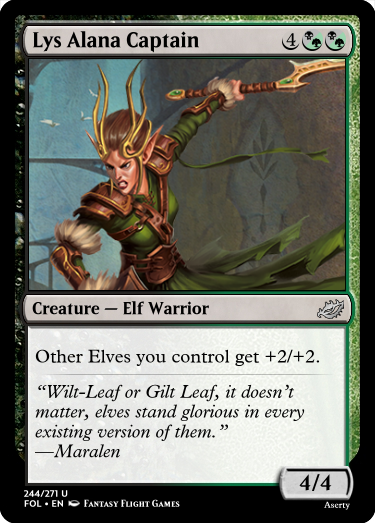 Lys Alana Captain 4
Creature — Elf Warrior
Other Elves you control get +2/+2.
“Wilt-Leaf or Gilt Leaf, it doesn’t
matter, elves stand glorious in every
existing version of them.”
—Maralen
4/4
244/271 U
FOL • EN Fantasy Flight Games
Aserty